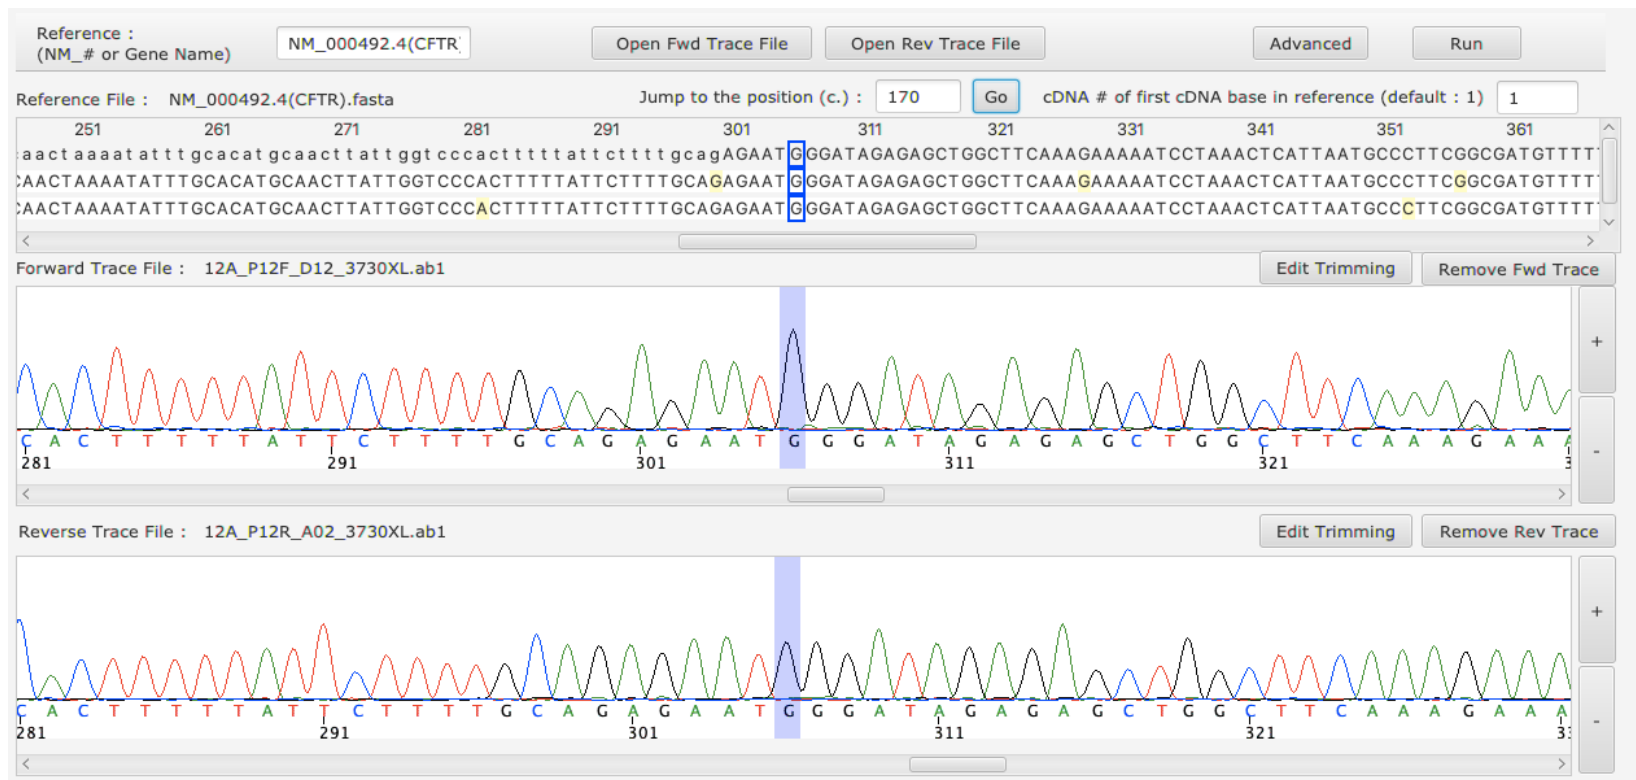 Reference :
(NM_# or Gene Name)
NM_000492.4(CFTR)
Open Fwd Trace File
Open Rev Trace File
Advanced
Run
Reference File : NM_000492.4(CFTR).fasta
Jump to the position (c.) : 170
Go
cDNA # of first cDNA base in reference (default : 1) 1
251 261 271 281 291 301 311 321 331 341 351 361
aactaaaatatttgcacatgcaacttattggtcccactttttattcttttgcagAGAATGGGATAGAGAGCTGGCTTCAAAGAAAAATCCTAAACTCATTAATGCCCTTCGGCGATGTTTT
AACTAAAATATTTGCACATGCAACTTATTGGTCCCACTTTTTATTCTTTTGCAGAGAATGGGATAGAGAGCTGGCTTCAAAGAAAAATCCTAAACTCATTAATGCCCTTCGGCGATGTTTT
AACTAAAATATTTGCACATGCAACTTATTGGTCCCACTTTTTATTCTTTTGCAGAGAATGGGATAGAGAGCTGGCTTCAAAGAAAAATCCTAAACTCATTAATGCCCTTCGGCGATGTTTT
Forward Trace File : 12A_P12F_D12_3730XL.ab1
Edit Trimming
Remove Fwd Trace
+
-
C A C T T T T T A T T C T T T T G C A G A G A A T G G G A T A G A G A G C T G G C T T C A A A G A A A
281 291 301 311 321
Reverse Trace File : 12A_P12R_A02_3730XL.ab1
Edit Trimming
Remove Rev Trace
+
-
C A C T T T T T A T T C T T T T G C A G A G A A T G G G A T A G A G A G C T G G C T T C A A A G A A A
281 291 301 311 321